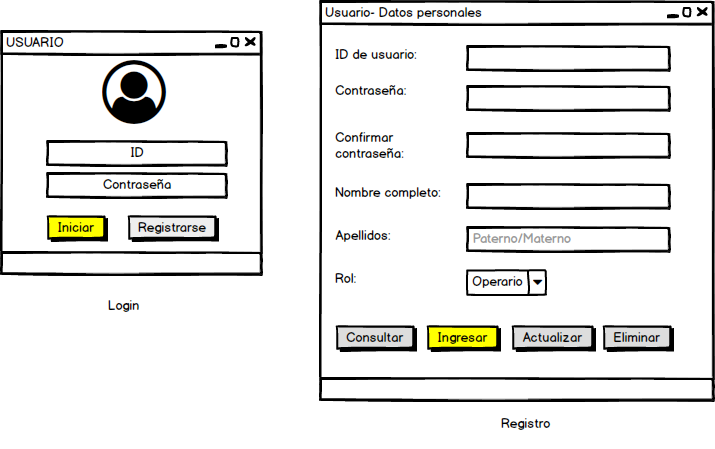 USUARIO
ID
Contraseña
Iniciar
Registrarse
Login
Usuario- Datos personales
ID de usuario:
Contraseña:
Confirmar
contraseña:
Nombre completo:
Apellidos:
Paterno/Materno
Rol:
Operario
Consultar
Ingresar
Actualizar
Eliminar
Registro